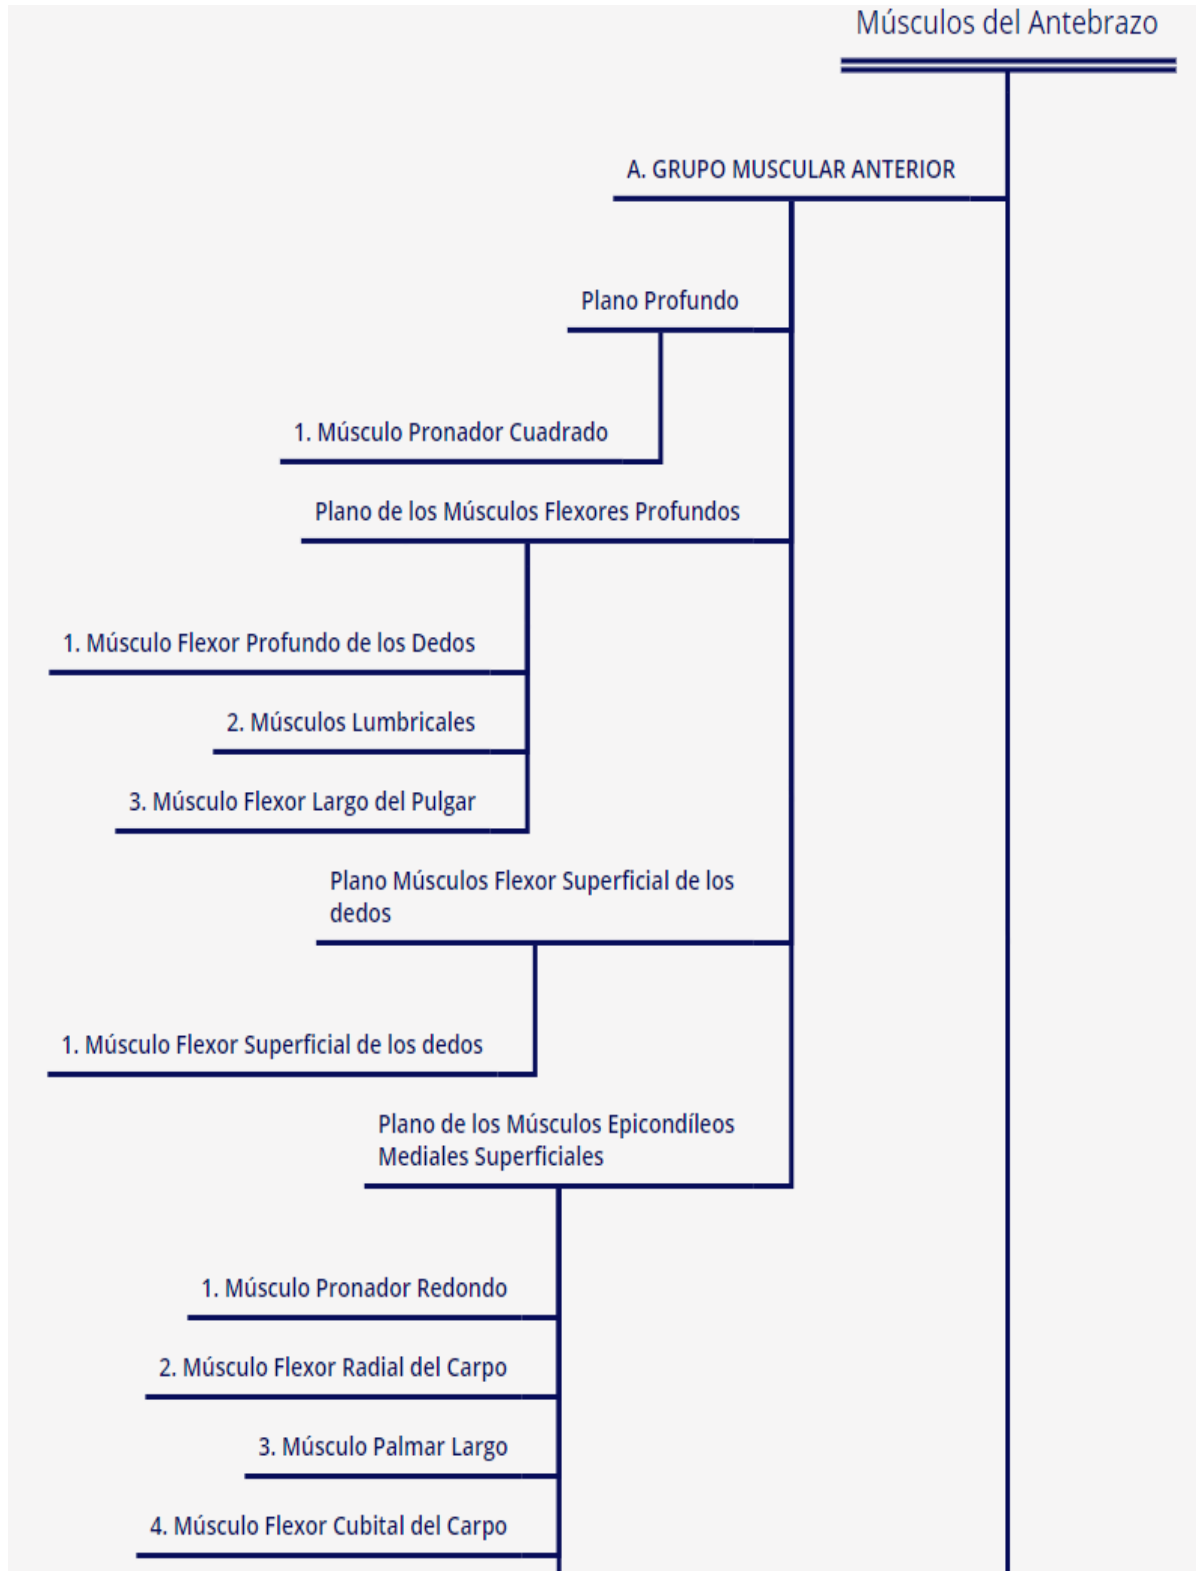 Músculos del Antebrazo
A. GRUPO MUSCULAR ANTERIOR
Plano Profundo
1. Músculo Pronador Cuadrado
Plano de los Músculos Flexores Profundos
1. Músculo Flexor Profundo de los Dedos
2. Músculos Lumbricales
3. Músculo Flexor Largo del Pulgar
Plano Músculos Flexor Superficial de los
dedos
1. Músculo Flexor Superficial de los dedos
Plano de los Músculos Epicondíleos
Mediales Superficiales
1. Músculo Pronador Redondo
2. Músculo Flexor Radial del Carpo
3. Músculo Palmar Largo
4. Músculo Flexor Cubital del Carpo